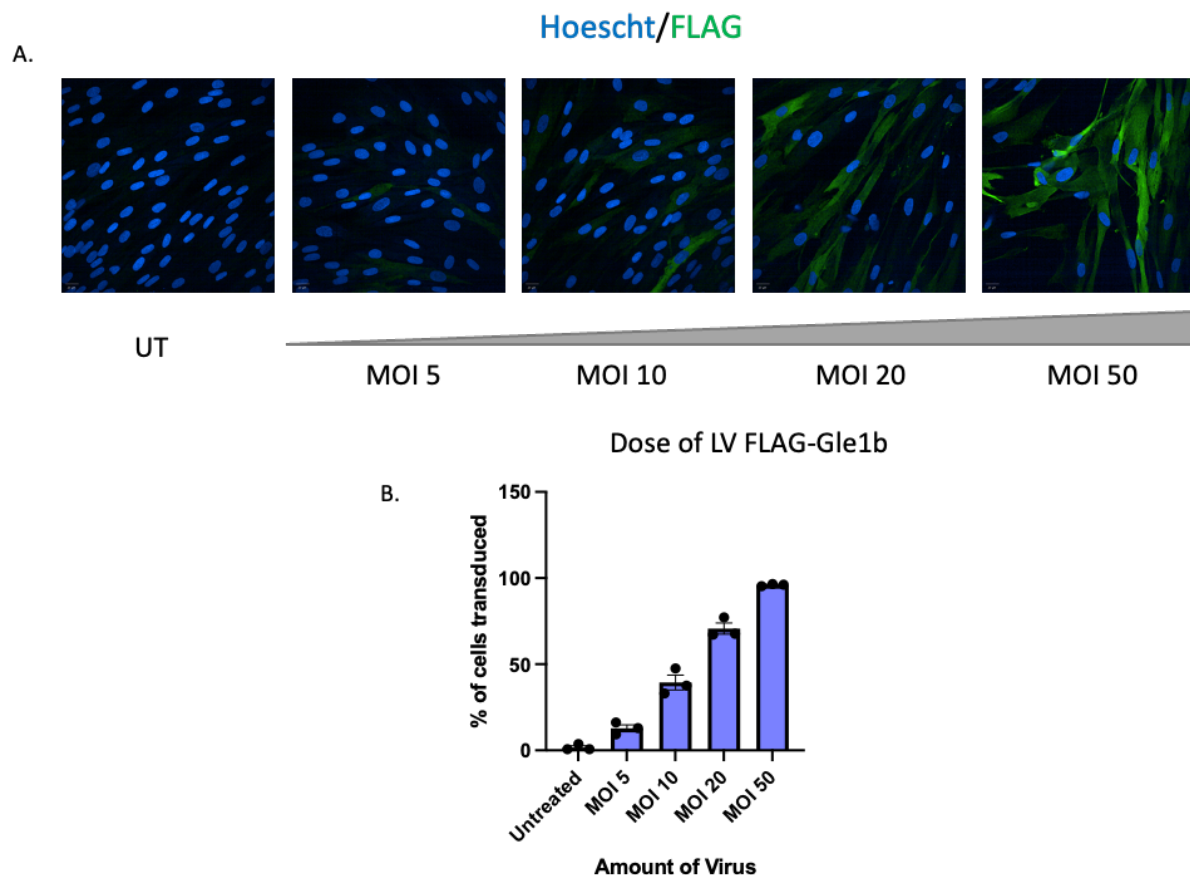 Hoescht/FLAG
A.
UT
MOI 5
MOI 10
MOI 20
MOI 50
Dose of LV FLAG-Gle1b
B.
150
100
50
0
% of cells transduced
Untreated
MOI 5
MOI 10
MOI 20
MOI 50
Amount of Virus